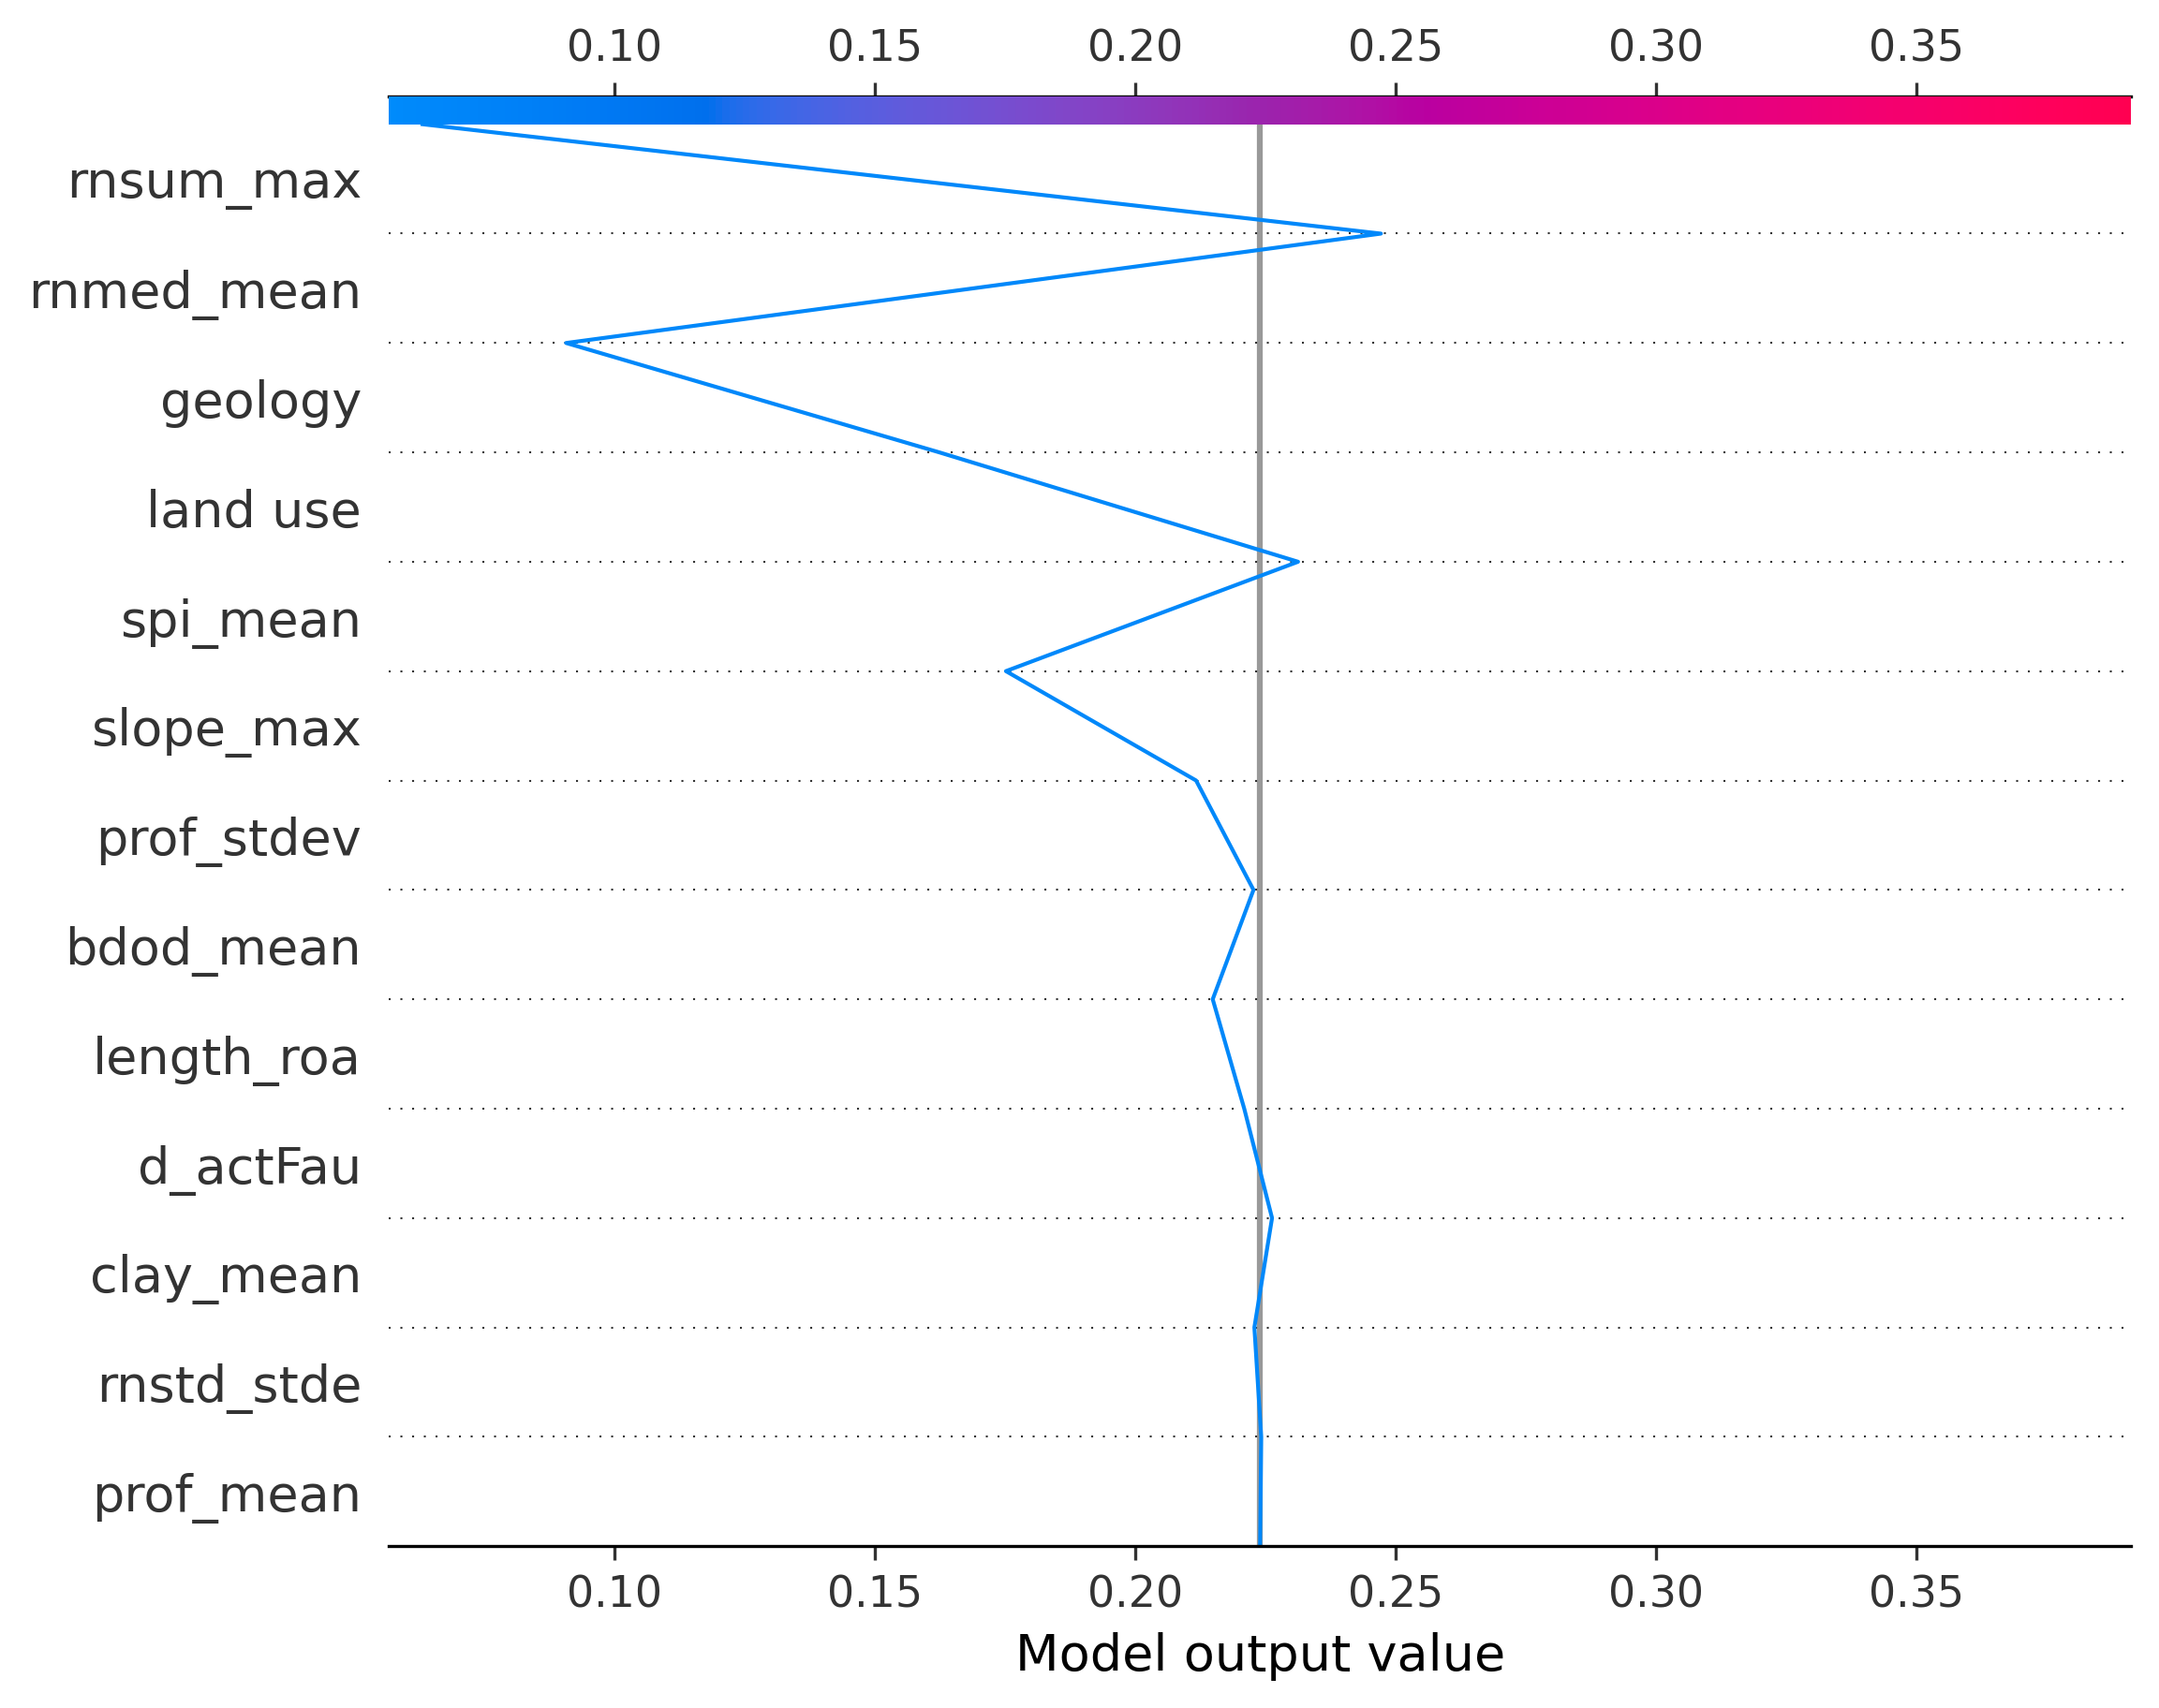 0.10 0.15 0.20 0.25 0.30 0.35
rnsum_max
rnmed_mean
geology
land use
spi_mean
slope_max
prof_stdev
bdod_mean
length_roa
d_actFau
clay_mean
rnstd_stde
prof_mean
0.10 0.15 0.20 0.25 0.30 0.35
Model output value